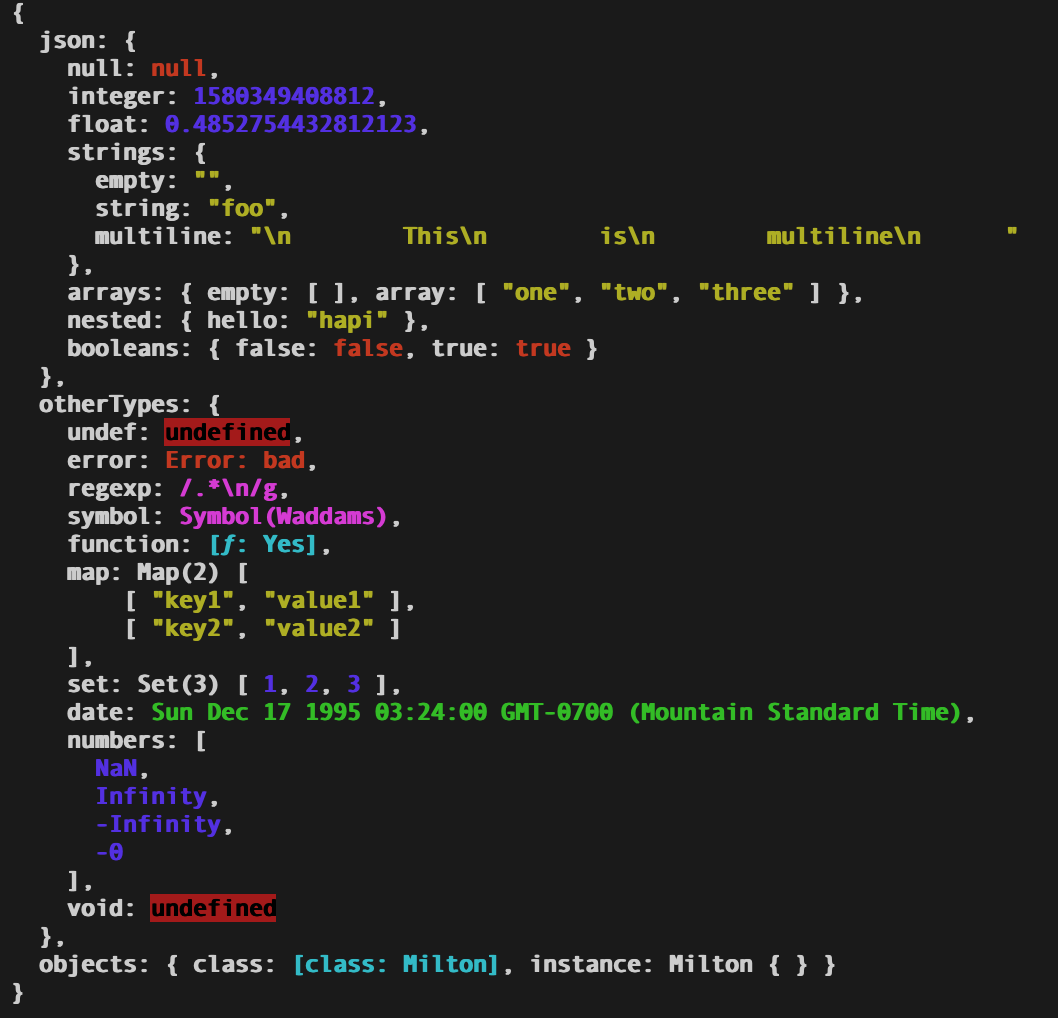 {
  json: {
    null: null,
    integer: 1580349408812,
    float: 0.4852754432812123,
    strings: {
      empty: "",
      string: "foo",
      multiline: "\n        This\n        is\n        multiline\n      "
    },
    arrays: { empty: [ ], array: [ "one", "two", "three" ] },
    nested: { hello: "hapi" },
    booleans: { false: false, true: true }
  },
  otherTypes: {
    undef: undefined,
    error: Error: bad,
    regexp: /.*\n/g,
    symbol: Symbol(Waddams),
    function: [ƒ: Yes],
    map: Map(2) [
        [ "key1", "value1" ],
        [ "key2", "value2" ]
    ],
    set: Set(3) [ 1, 2, 3 ],
    date: Sun Dec 17 1995 03:24:00 GMT-0700 (Mountain Standard Time),
    numbers: [
      NaN,
      Infinity,
      -Infinity,
      -0
    ],
    void: undefined
  },
  objects: { class: [class: Milton], instance: Milton { } }
}